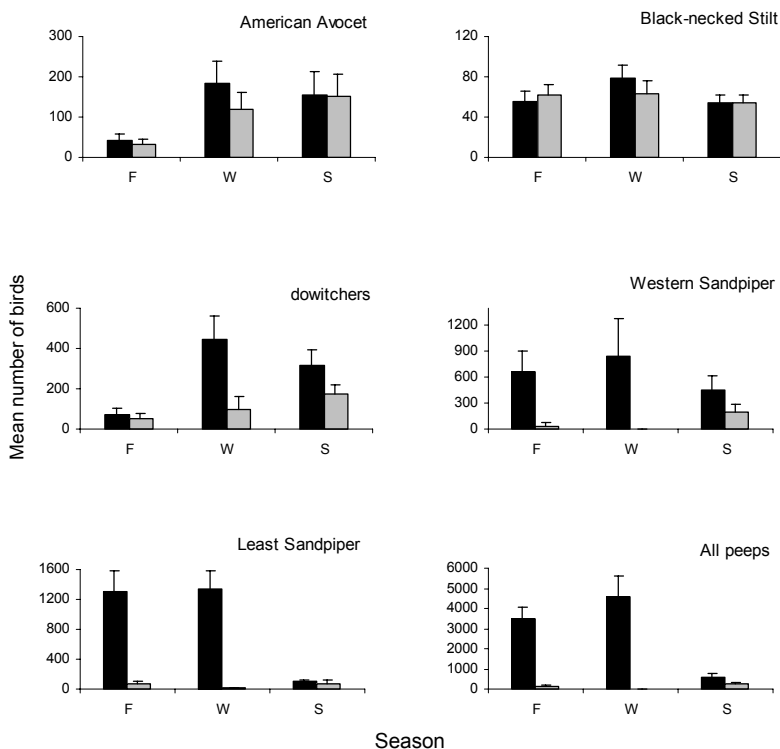 American Avocet
300
200
100
0
F W S
Black-necked Stilt
120
80
40
0
F W S
Mean number of birds
dowitchers
600
400
200
0
F W S
Western Sandpiper
1200
900
600
300
0
F W S
Least Sandpiper
1600
1200
800
400
0
F W S
All peeps
6000
5000
4000
3000
2000
1000
0
F W S
Season